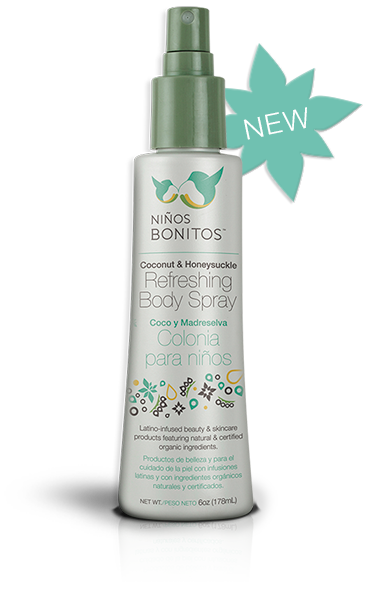 NEW
NIÑOS
BONITOS™
Coconut & Honeysuckle
Refreshing
Body Spray
Coco y Madreselva
Colonia
para niños
Latino-infused beauty & skincare
products featuring natural & certified
organic ingredients.
Productos de belleza y para el
cuidado de la piel con infusiones
latinas y con ingredientes orgánicos
naturales y certificados.
NET WT./PESO NETO 6oz (178mL)